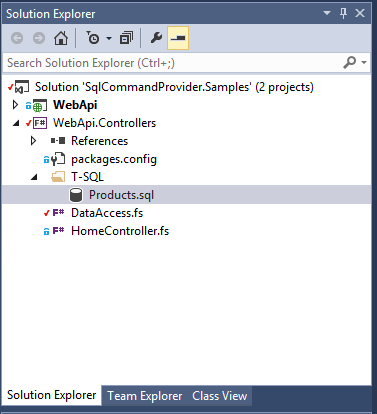 Solution Explorer
Search Solution Explorer (Ctrl+;)
Solution 'SqlCommandProvider.Samples' (2 projects)
WebApi
F# WebApi.Controllers
References
packages.config
T-SQL
Products.sql
F# DataAccess.fs
F# HomeController.fs
Solution Explorer Team Explorer Class View